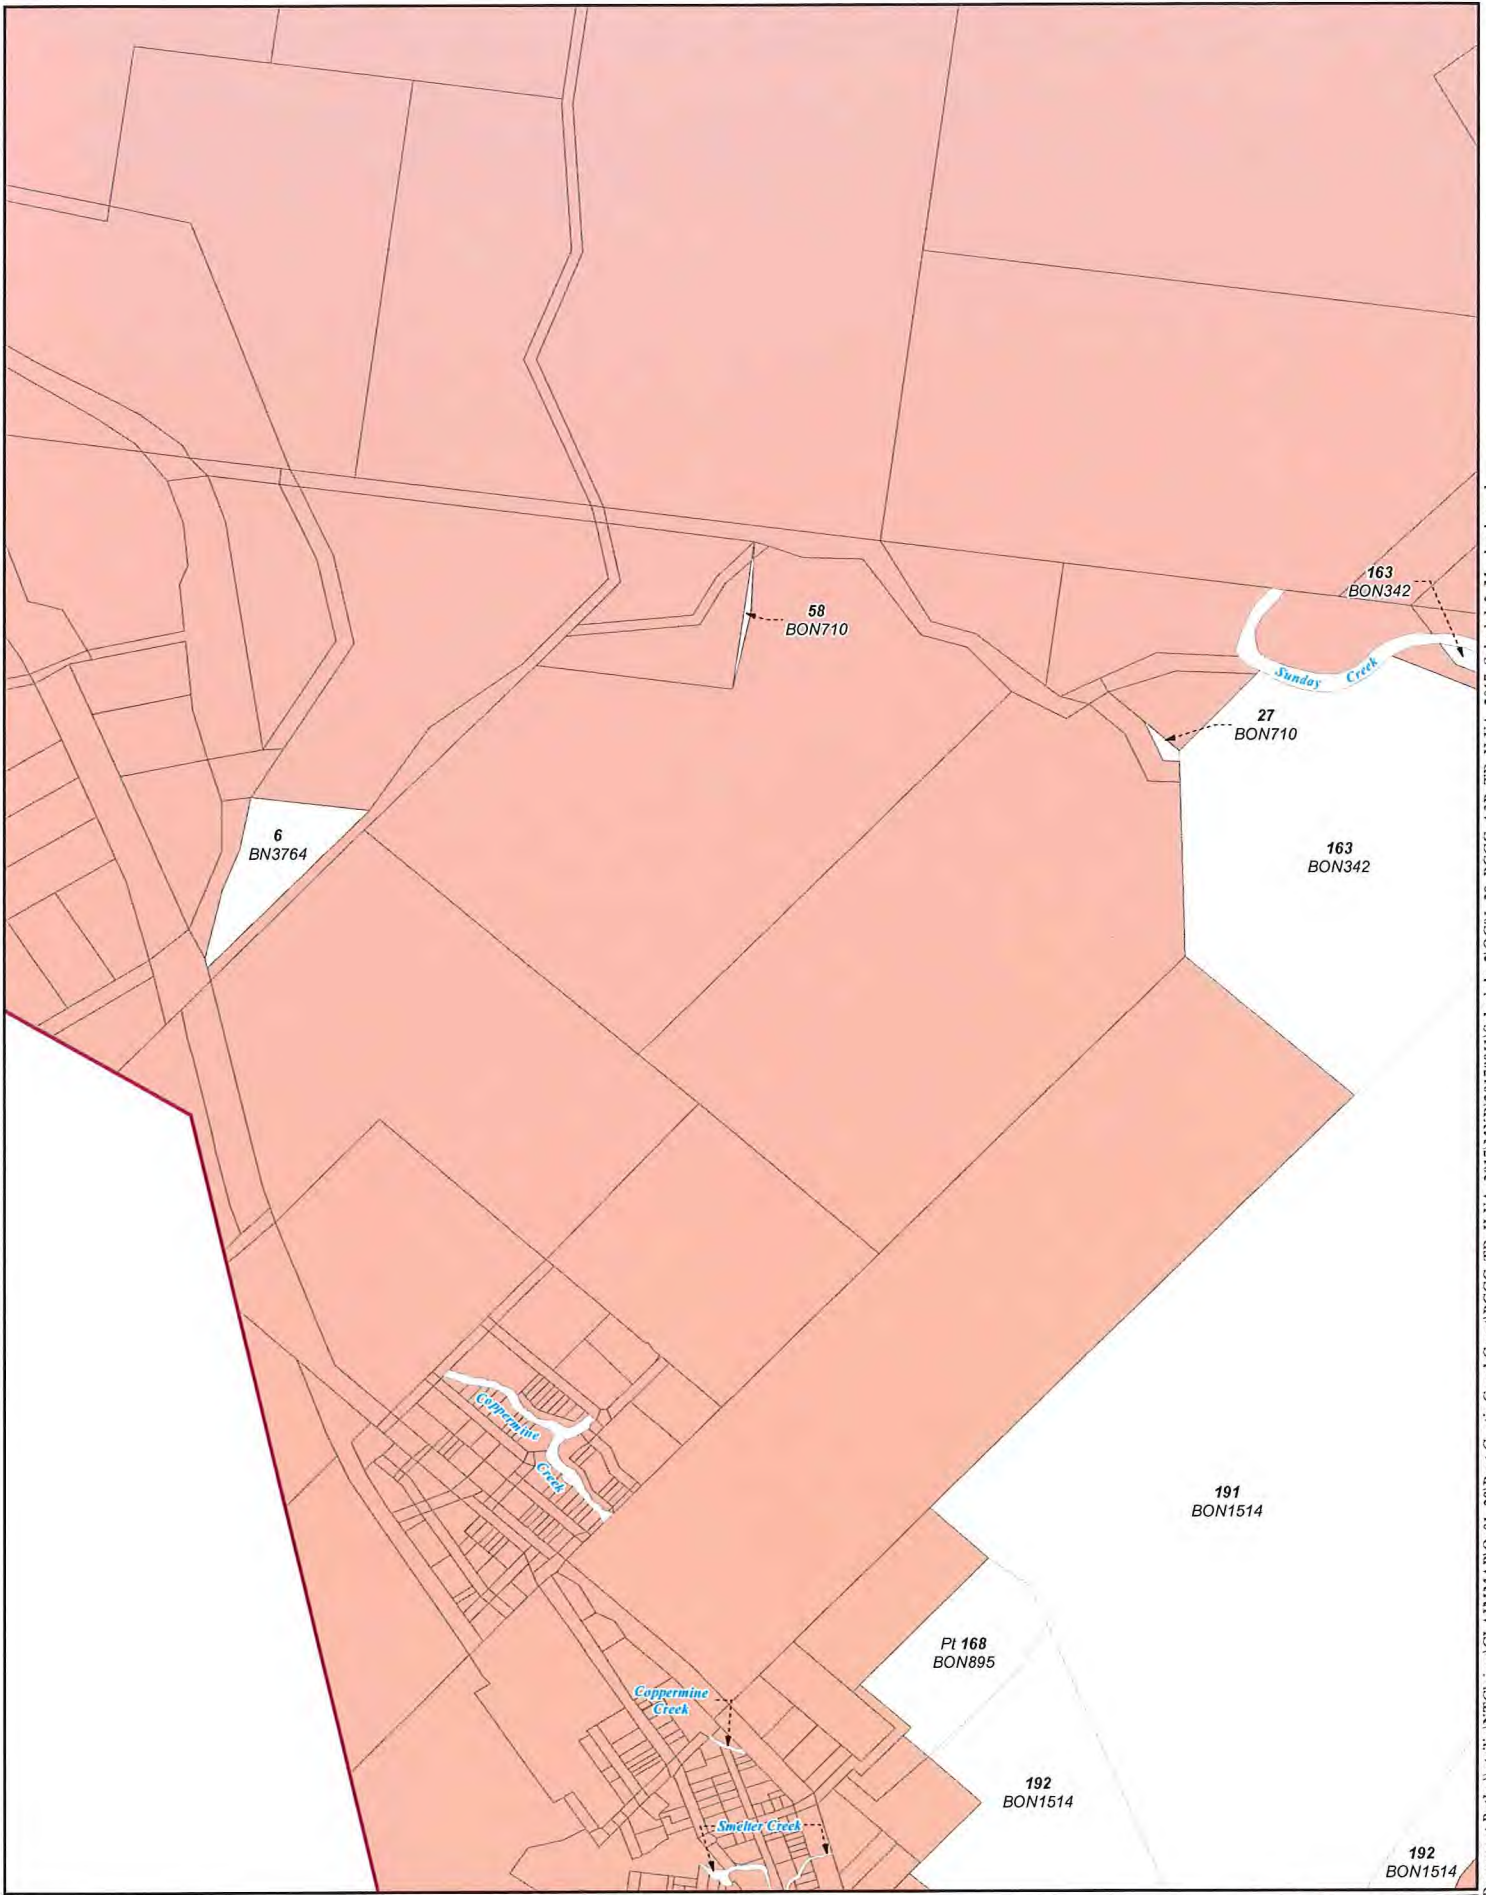 163
BON342
58
BON710
Sunday Creek
27
BON710
6
BN3764
163
BON342
Coppermine
Creek
191
BON1514
Pt 168
BON895
Coppermine
Creek
192
BON1514
Smelter Creek
192
BON1514